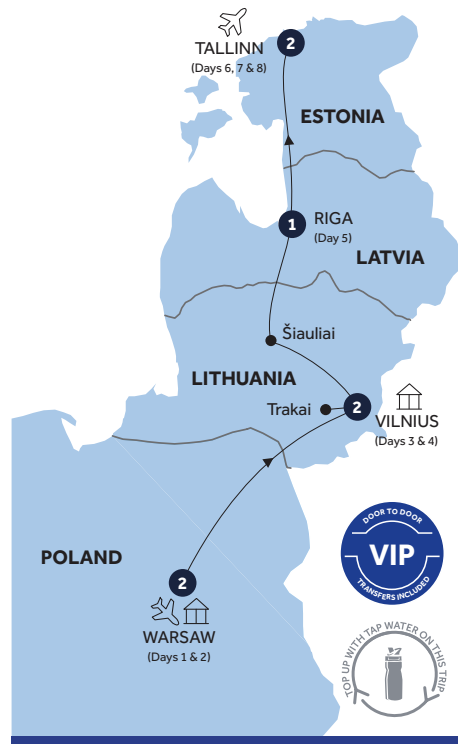 TALLINN
(Days 6, 7 & 8)
2
ESTONIA
1
RIGA
(Day 5)
LATVIA
Šiauliai
LITHUANIA
Trakai
2
VILNIUS
(Days 3 & 4)
POLAND
2
WARSAW
(Days 1 & 2)
DOOR TO DOOR
VIP
TRANSFERS INCLUDED
TOP UP WITH TAP WATER ON THIS TRIP